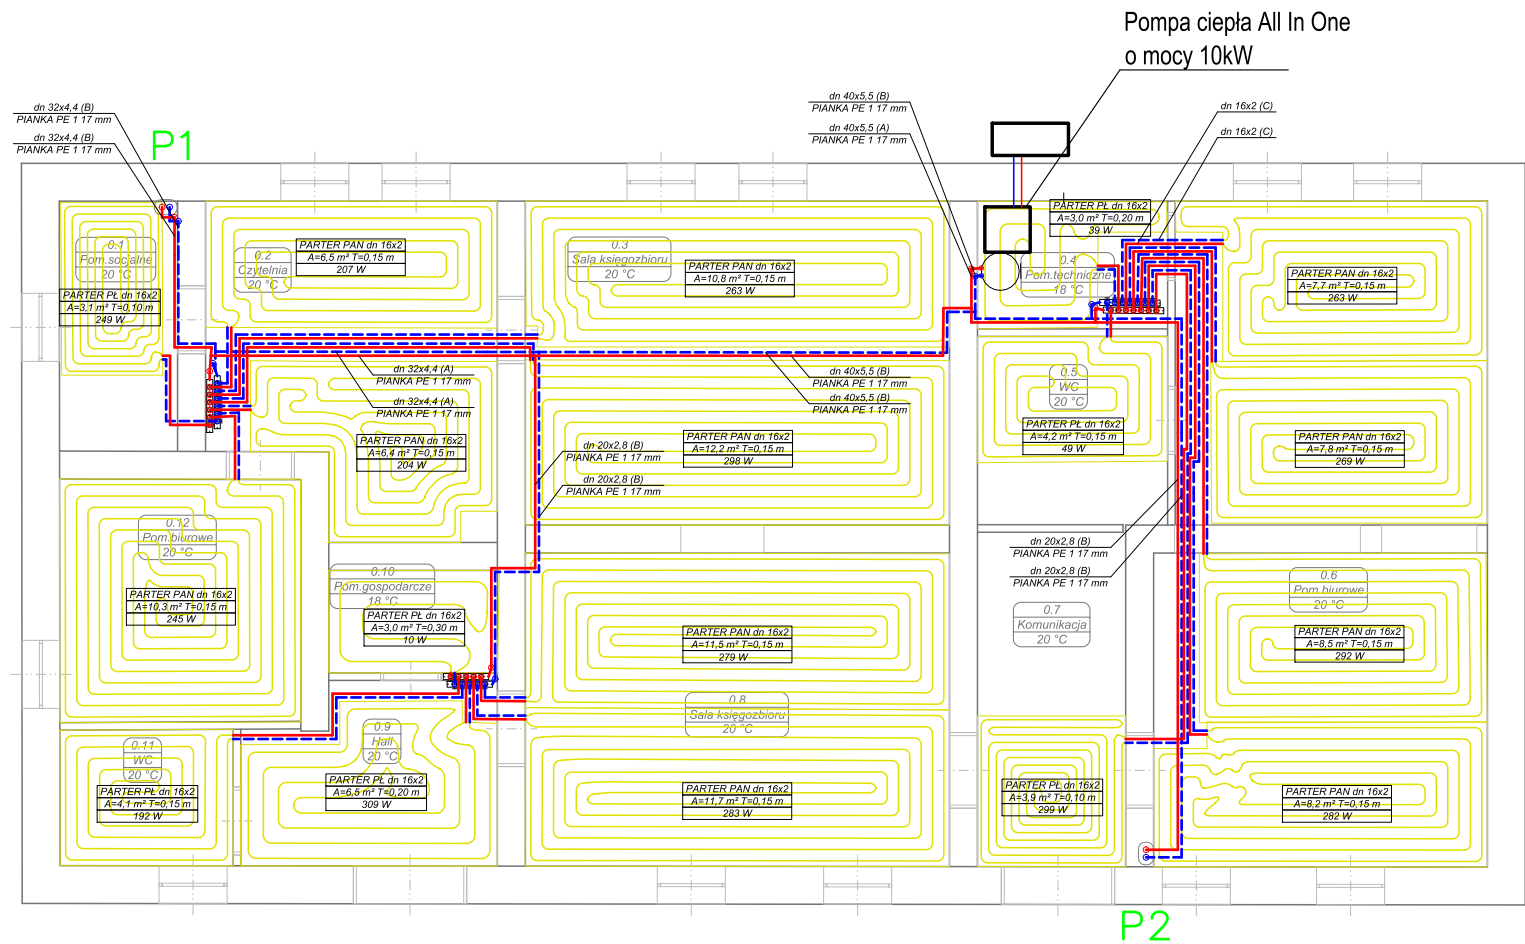 Pompa ciepła All In One
o mocy 10kW
dn 32x4,4 (B)
PIANKA PE 1 17 mm
dn 32x4,4 (B)
PIANKA PE 1 17 mm
P1
dn 40x5,5 (B)
PIANKA PE 1 17 mm
dn 40x5,5 (A)
PIANKA PE 1 17 mm
dn 16x2 (C)
dn 16x2 (C)
0.1
Pom.socjalne
20 °C
PARTER PŁ dn 16x2
A=3,1 m² T=0,10 m
249 W
0.2
Czytelnia
20 °C
PARTER PAN dn 16x2
A=6,5 m² T=0,15 m
207 W
0.3
Sala księgozbioru
20 °C
PARTER PAN dn 16x2
A=10,8 m² T=0,15 m
263 W
PARTER PŁ dn 16x2
A=3,0 m² T=0,20 m
39 W
0.4
Pom.techniczne
18 °C
PARTER PAN dn 16x2
A=7,7 m² T=0,15 m
263 W
dn 32x4,4 (A)
PIANKA PE 1 17 mm
dn 32x4,4 (A)
PIANKA PE 1 17 mm
dn 40x5,5 (B)
PIANKA PE 1 17 mm
dn 40x5,5 (B)
PIANKA PE 1 17 mm
0.5
WC
20 °C
PARTER PŁ dn 16x2
A=4,2 m² T=0,15 m
49 W
PARTER PAN dn 16x2
A=6,4 m² T=0,15 m
204 W
dn 20x2,8 (B)
PIANKA PE 1 17 mm
dn 20x2,8 (B)
PIANKA PE 1 17 mm
PARTER PAN dn 16x2
A=12,2 m² T=0,15 m
298 W
PARTER PAN dn 16x2
A=7,8 m² T=0,15 m
269 W
0.12
Pom.biurowe
20 °C
PARTER PAN dn 16x2
A=10,3 m² T=0,15 m
245 W
0.10
Pom.gospodarcze
18 °C
PARTER PŁ dn 16x2
A=3,0 m² T=0,30 m
10 W
dn 20x2,8 (B)
PIANKA PE 1 17 mm
dn 20x2,8 (B)
PIANKA PE 1 17 mm
0.7
Komunikacja
20 °C
0.6
Pom.biurowe
20 °C
PARTER PAN dn 16x2
A=11,5 m² T=0,15 m
279 W
PARTER PAN dn 16x2
A=8,5 m² T=0,15 m
292 W
0.8
Sala księgozbioru
20 °C
0.9
Hall
20 °C
0.11
WC
20 °C
PARTER PŁ dn 16x2
A=4,1 m² T=0,15 m
192 W
PARTER PŁ dn 16x2
A=6,5 m² T=0,20 m
309 W
PARTER PAN dn 16x2
A=11,7 m² T=0,15 m
283 W
PARTER PŁ dn 16x2
A=3,9 m² T=0,10 m
299 W
PARTER PAN dn 16x2
A=8,2 m² T=0,15 m
282 W
P2